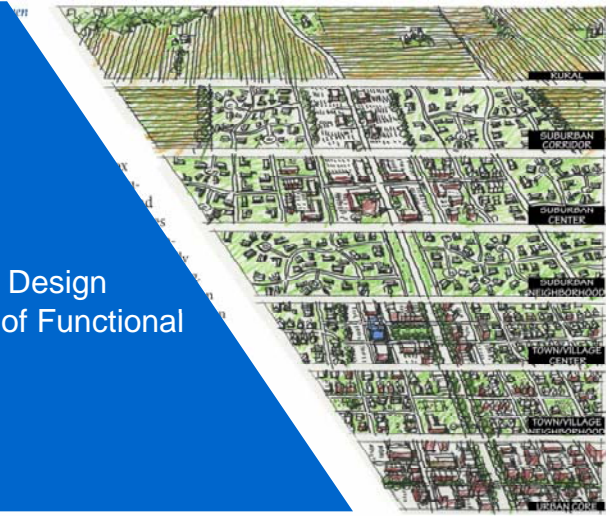 Design
of Functional
RURAL
SUBURBAN
CORRIDOR
SUBURBAN
CENTER
SUBURBAN
NEIGHBORHOOD
TOWN/VILLAGE
CENTER
TOWN/VILLAGE
NEIGHBORHOOD
URBAN CORE